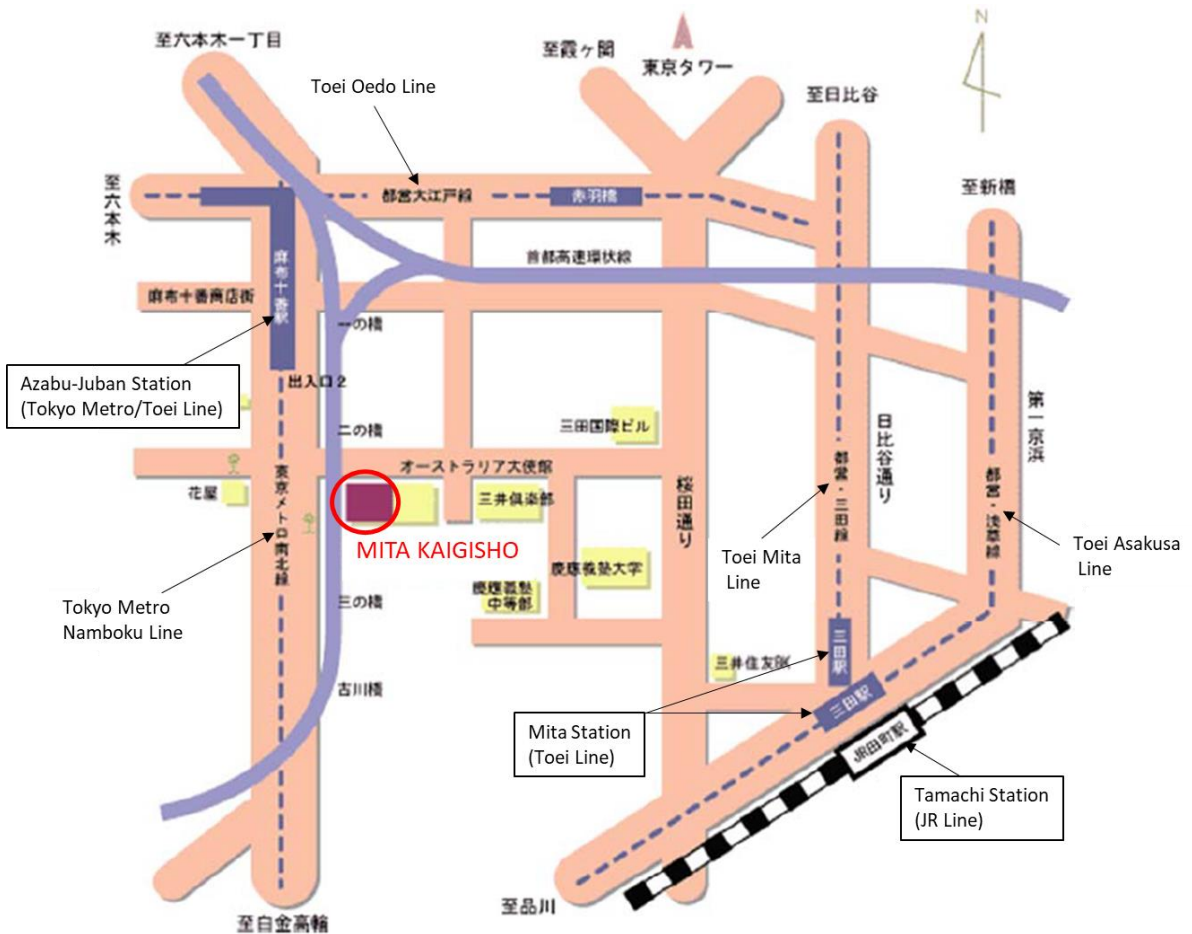 至六本木一丁目
至霞ヶ関
東京タワー
N
Toei Oedo Line
至日比谷
至六本木
都営大江戸線
赤羽橋
至新橋
麻布十番駅
首都高速環状線
麻布十番商店街
一の橋
Azabu-Juban Station
(Tokyo Metro/Toei Line)
出入口2
第一京浜
二の橋
三田国際ビル
日比谷通り
オーストラリア大使館
都営・三田線
都営・浅草線
東京メトロ南北線
花屋
三井倶楽部
桜田通り
MITA KAIGISHO
Toei Mita
Line
Toei Asakusa
Line
慶應義塾大学
慶應義塾
中等部
Tokyo Metro
Namboku Line
三の橋
三田駅
三井住友
古川橋
三田駅
Mita Station
(Toei Line)
JR田町駅
Tamachi Station
(JR Line)
至品川
至白金高輪